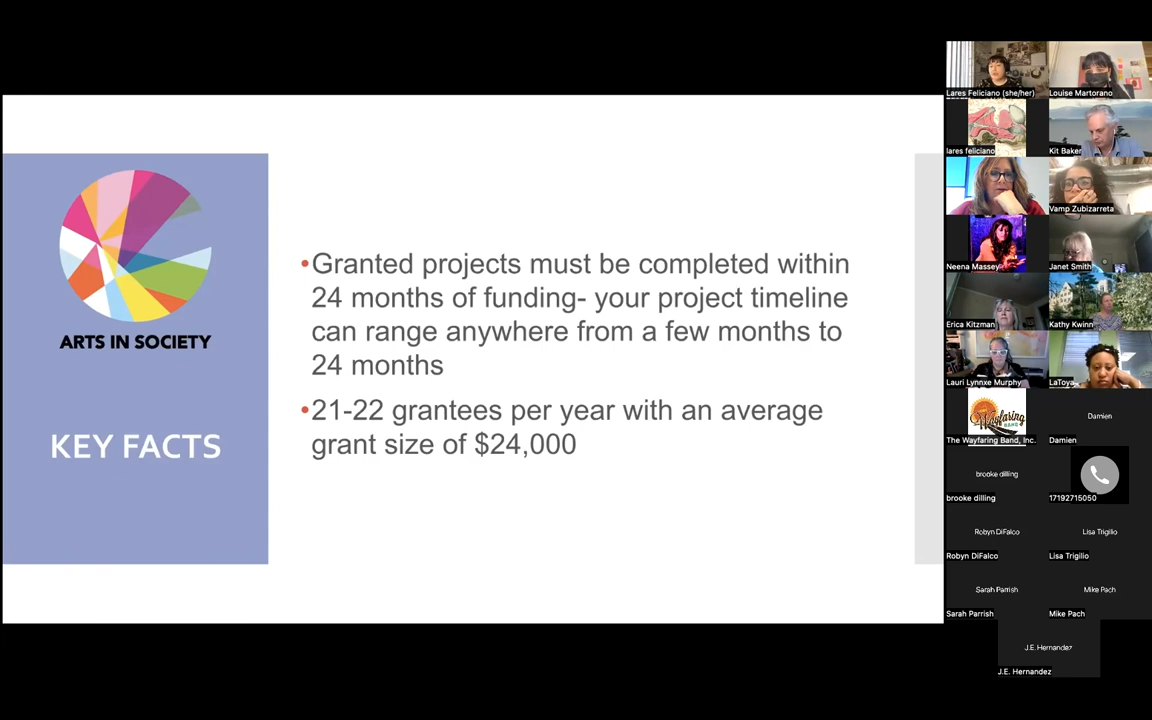 ARTS IN SOCIETY
KEY FACTS
•Granted projects must be completed within
24 months of funding- your project timeline
can range anywhere from a few months to
24 months
•21-22 grantees per year with an average
grant size of $24,000
Lares Feliciano (she/her)
Louise Martorano
lares feliciano
Kit Baker
Vamp Zubizarreta
Neena Massey
Janet Smith
Erica Kitzman
Kathy Kwinn
Lauri Lynnxe Murphy
LaToya
Wayfaring
BAND
The Wayfaring Band, Inc.
Damien
Damien
brooke dilling
brooke dilling
17192715050
Robyn DiFalco
Robyn DiFalco
Lisa Trigilio
Lisa Trigilio
Sarah Parrish
Sarah Parrish
Mike Pach
Mike Pach
J.E. Hernandez
J.E. Hernandez